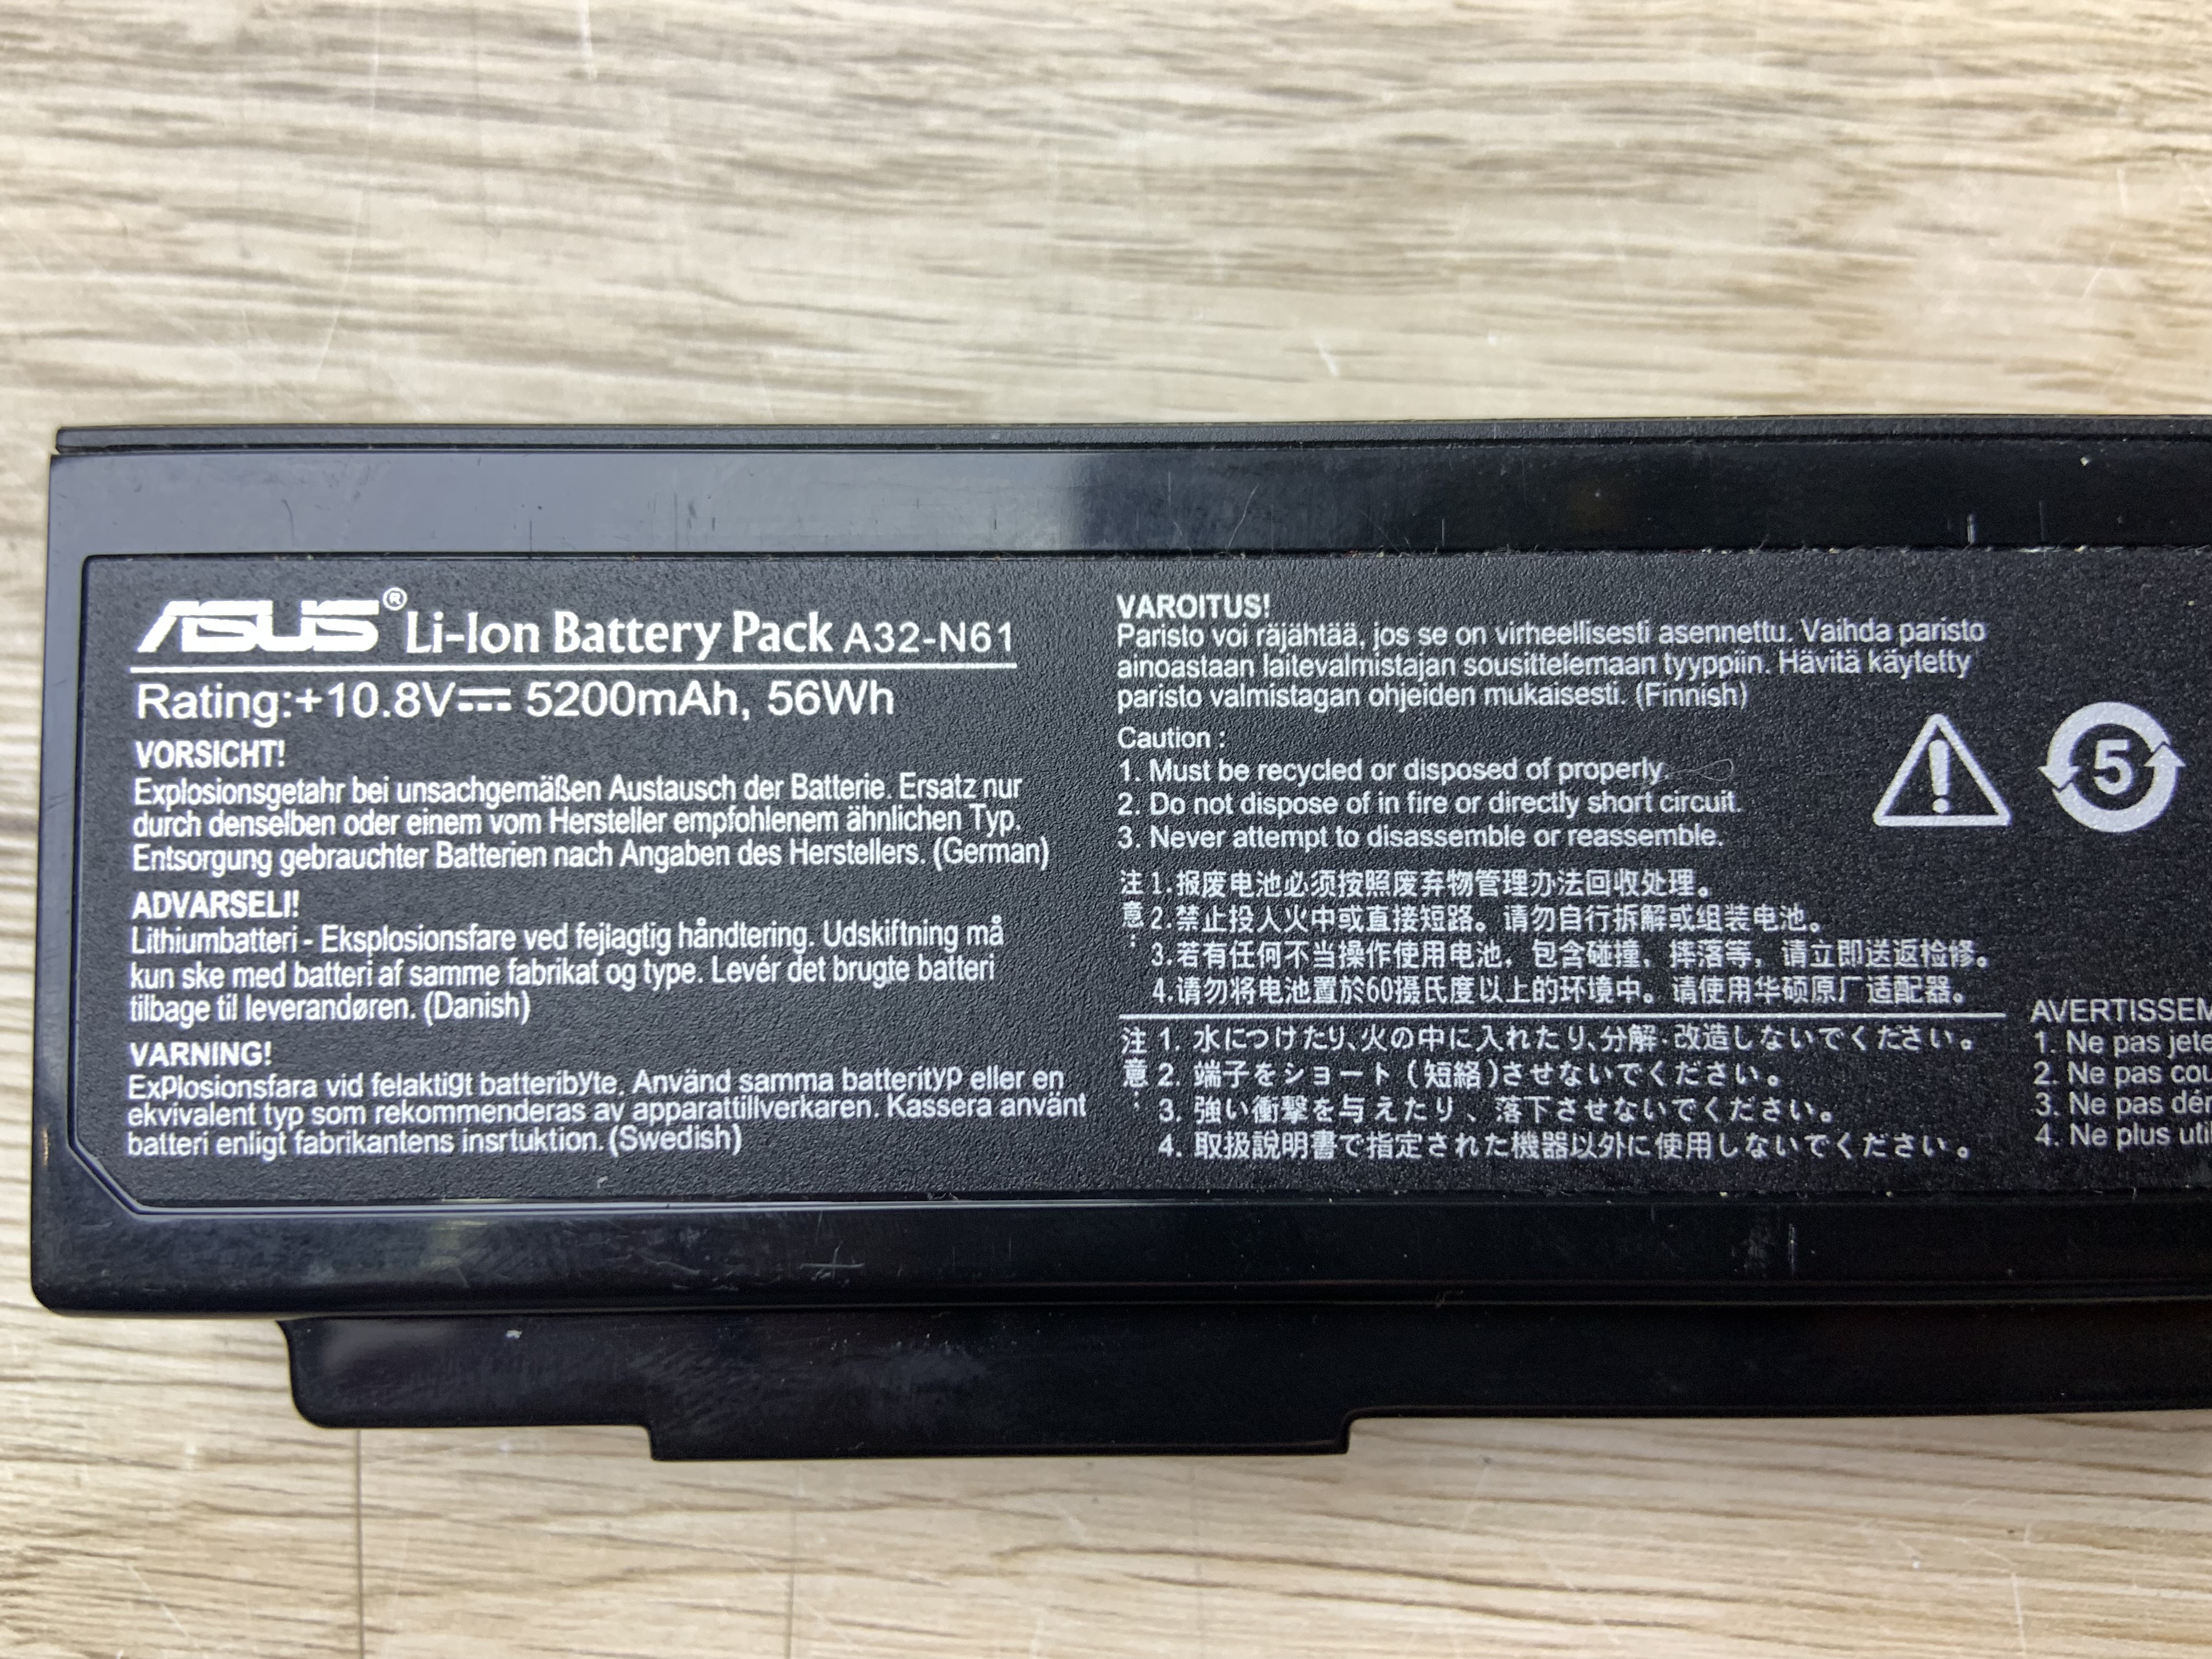 ASUS® Li-Ion Battery Pack A32-N61
Rating:+10.8V⎓ 5200mAh, 56Wh
VORSICHT!
Explosionsgetahr bei unsachgemäßen Austausch der Batterie. Ersatz nur
durch denselben oder einem vom Hersteller empfohlenem ähnlichen Typ.
Entsorgung gebrauchter Batterien nach Angaben des Herstellers. (German)
ADVARSELI!
Lithiumbatteri - Eksplosionsfare ved fejlagtig håndtering. Udskiftning må
kun ske med batteri af samme fabrikat og type. Levér det brugte batteri
tilbage til leverandøren. (Danish)
VARNING!
Explosionsfara vid felaktigt batteribyte. Använd samma batterityp eller en
ekvivalent typ som rekommenderas av apparattillverkaren. Kassera använt
batteri enligt fabrikantens insrtuktion. (Swedish)
VAROITUS!
Paristo voi räjähtää, jos se on virheellisesti asennettu. Vaihda paristo
ainoastaan laitevalmistajan sousittelemaan tyyppiin. Hävitä käytetty
paristo valmistagan ohjeiden mukaisesti. (Finnish)
Caution :
1. Must be recycled or disposed of properly.
2. Do not dispose of in fire or directly short circuit.
3. Never attempt to disassemble or reassemble.
5
注意: 1.报废电池必须按照废弃物管理办法回收处理。
2.禁止投入火中或直接短路。请勿自行拆解或组装电池。
3.若有任何不当操作使用电池，包含碰撞，摔落等，请立即送返检修。
4.请勿将电池置於60摄氏度以上的环境中。请使用华硕原厂适配器。
注意: 1. 水につけたり、火の中に入れたり、分解·改造しないでください。
2. 端子をショート（短絡）させないでください。
3. 強い衝撃を与えたり、落下させないでください。
4. 取扱説明書で指定された機器以外に使用しないでください。
AVERTISSEM
1. Ne pas jete
2. Ne pas cou
3. Ne pas dém
4. Ne plus util